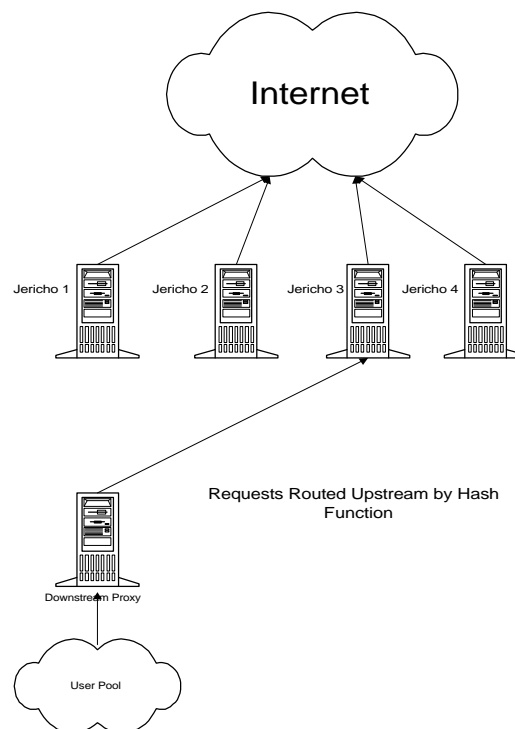 Internet
Jericho 1
Jericho 2
Jericho 3
Jericho 4
Requests Routed Upstream by Hash
Function
Downstream Proxy
User Pool